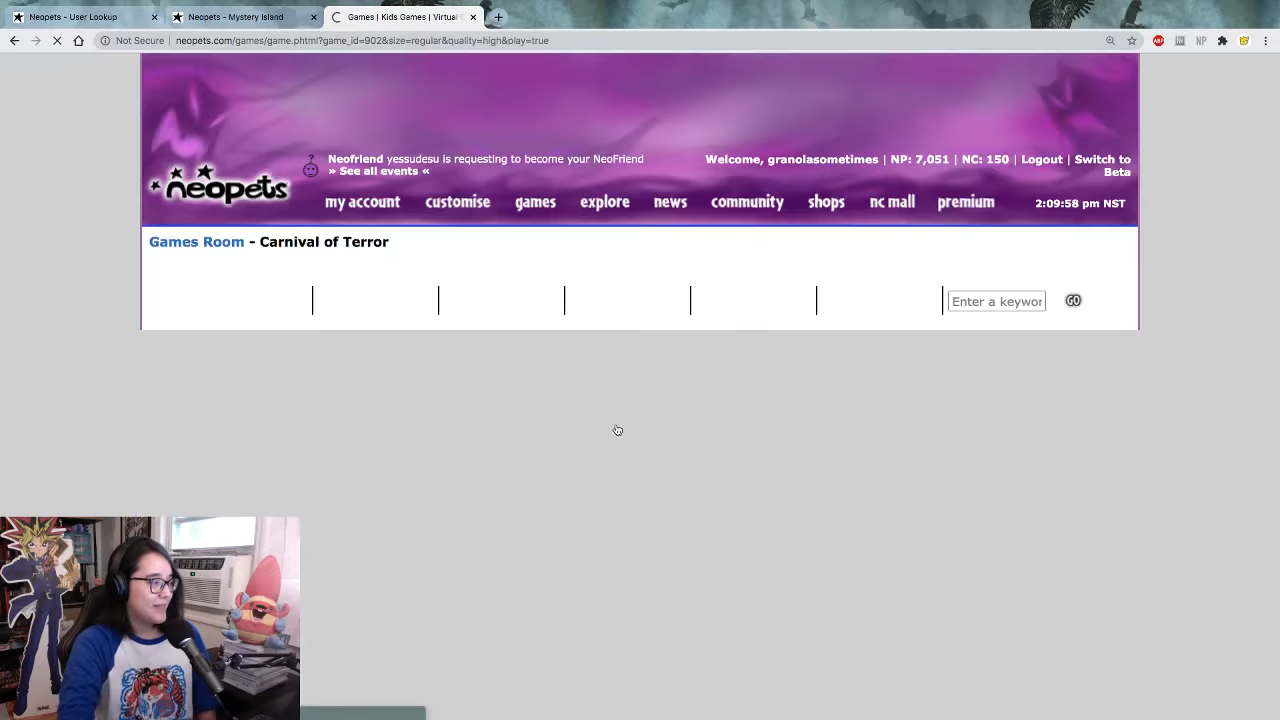 Neopets - User Lookup
Neopets - Mystery Island
Games | Kids Games | Virtual
Not Secure | neopets.com/games/game.phtml?game_id=902&size=regular&quality=high&play=true
ABP
NP
Neofriend yessudesu is requesting to become your NeoFriend
» See all events «
Welcome, granolasometimes | NP: 7,051 | NC: 150 | Logout | Switch to
Beta
neopets
my account customise games explore news community shops nc mall premium 2:09:58 pm NST
Games Room - Carnival of Terror
Enter a keywor GO